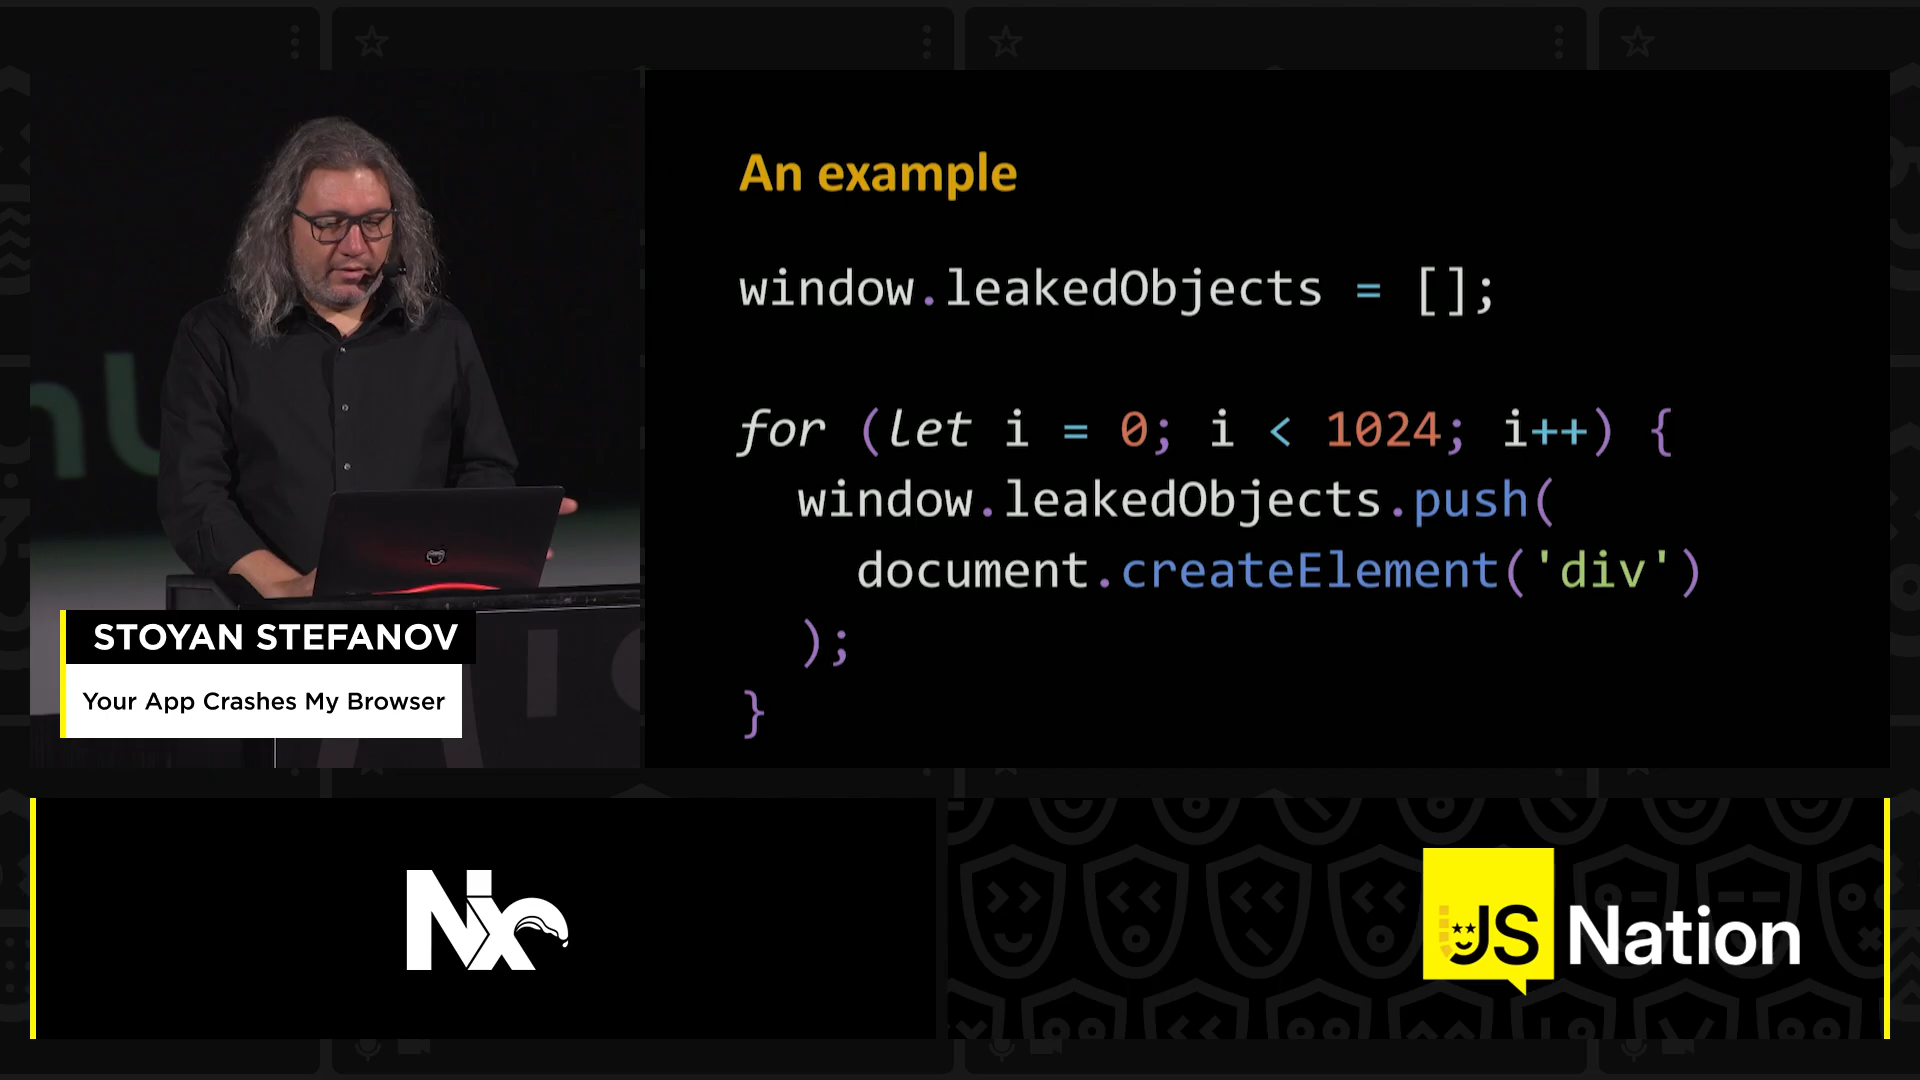 An example
window.leakedObjects = [];
for (let i = 0; i < 1024; i++) {
window.leakedObjects.push(
document.createElement('div')
);
}
STOYAN STEFANOV
Your App Crashes My Browser
Nx
JS Nation